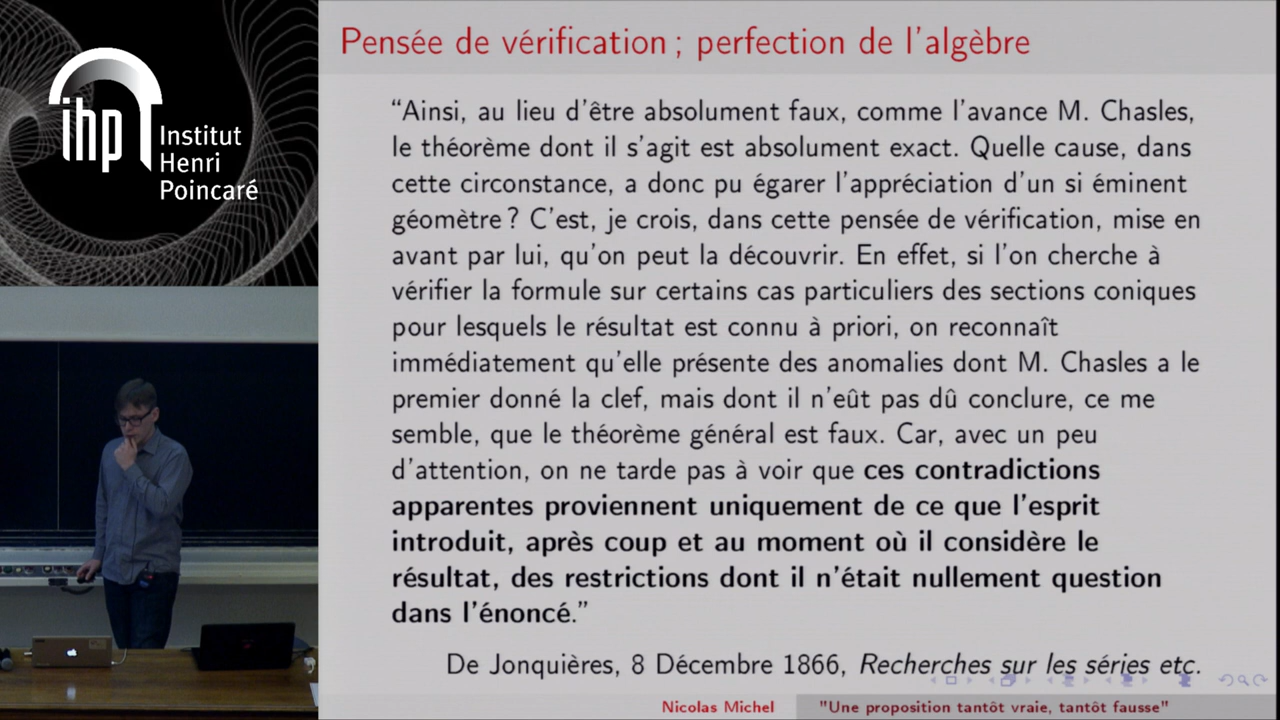 ihp
Institut
Henri
Poincaré
Pensée de vérification ; perfection de l'algèbre
“Ainsi, au lieu d'être absolument faux, comme l'avance M. Chasles,
le théorème dont il s'agit est absolument exact. Quelle cause, dans
cette circonstance, a donc pu égarer l'appréciation d'un si éminent
géomètre ? C'est, je crois, dans cette pensée de vérification, mise en
avant par lui, qu'on peut la découvrir. En effet, si l'on cherche à
vérifier la formule sur certains cas particuliers des sections coniques
pour lesquels le résultat est connu à priori, on reconnaît
immédiatement qu'elle présente des anomalies dont M. Chasles a le
premier donné la clef, mais dont il n'eût pas dû conclure, ce me
semble, que le théorème général est faux. Car, avec un peu
d'attention, on ne tarde pas à voir que ces contradictions
apparentes proviennent uniquement de ce que l'esprit
introduit, après coup et au moment où il considère le
résultat, des restrictions dont il n'était nullement question
dans l'énoncé.”
De Jonquières, 8 Décembre 1866, Recherches sur les séries etc.
Nicolas Michel
"Une proposition tantôt vraie, tantôt fausse"